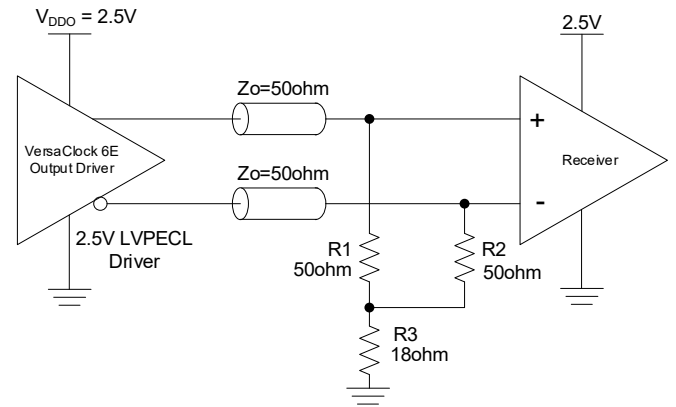 VDDO = 2.5V
2.5V
Zo=50ohm
+
VersaClock 6E
Output Driver
Receiver
Zo=50ohm
-
2.5V LVPECL
Driver
R1
50ohm
R2
50ohm
R3
18ohm